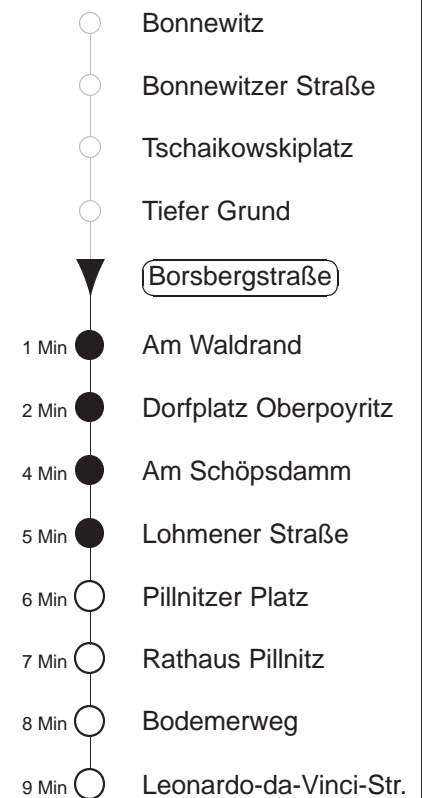 Bonnewitz
Bonnewitzer Straße
Tschaikowskiplatz
Tiefer Grund
Borsbergstraße
1 Min Am Waldrand
2 Min Dorfplatz Oberpoyritz
4 Min Am Schöpsdamm
5 Min Lohmener Straße
6 Min Pillnitzer Platz
7 Min Rathaus Pillnitz
8 Min Bodemerweg
9 Min Leonardo-da-Vinci-Str.